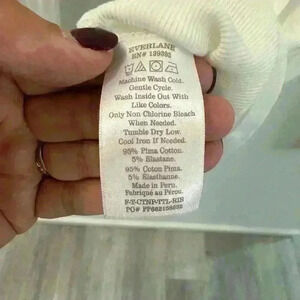 EVERLANE
Machine Wash Cold.
Gentle Cycle.
Wash Inside Out With
Like Colors.
Only Non Chlorine Bleach
When Needed.
Tumble Dry Low.
Cool Iron If Needed.
95% Pima Cotton.
5% Elastane.
95% Coton Pima.
5% Elasthanne.
Made in Peru.
Fabriqué au Pérou.